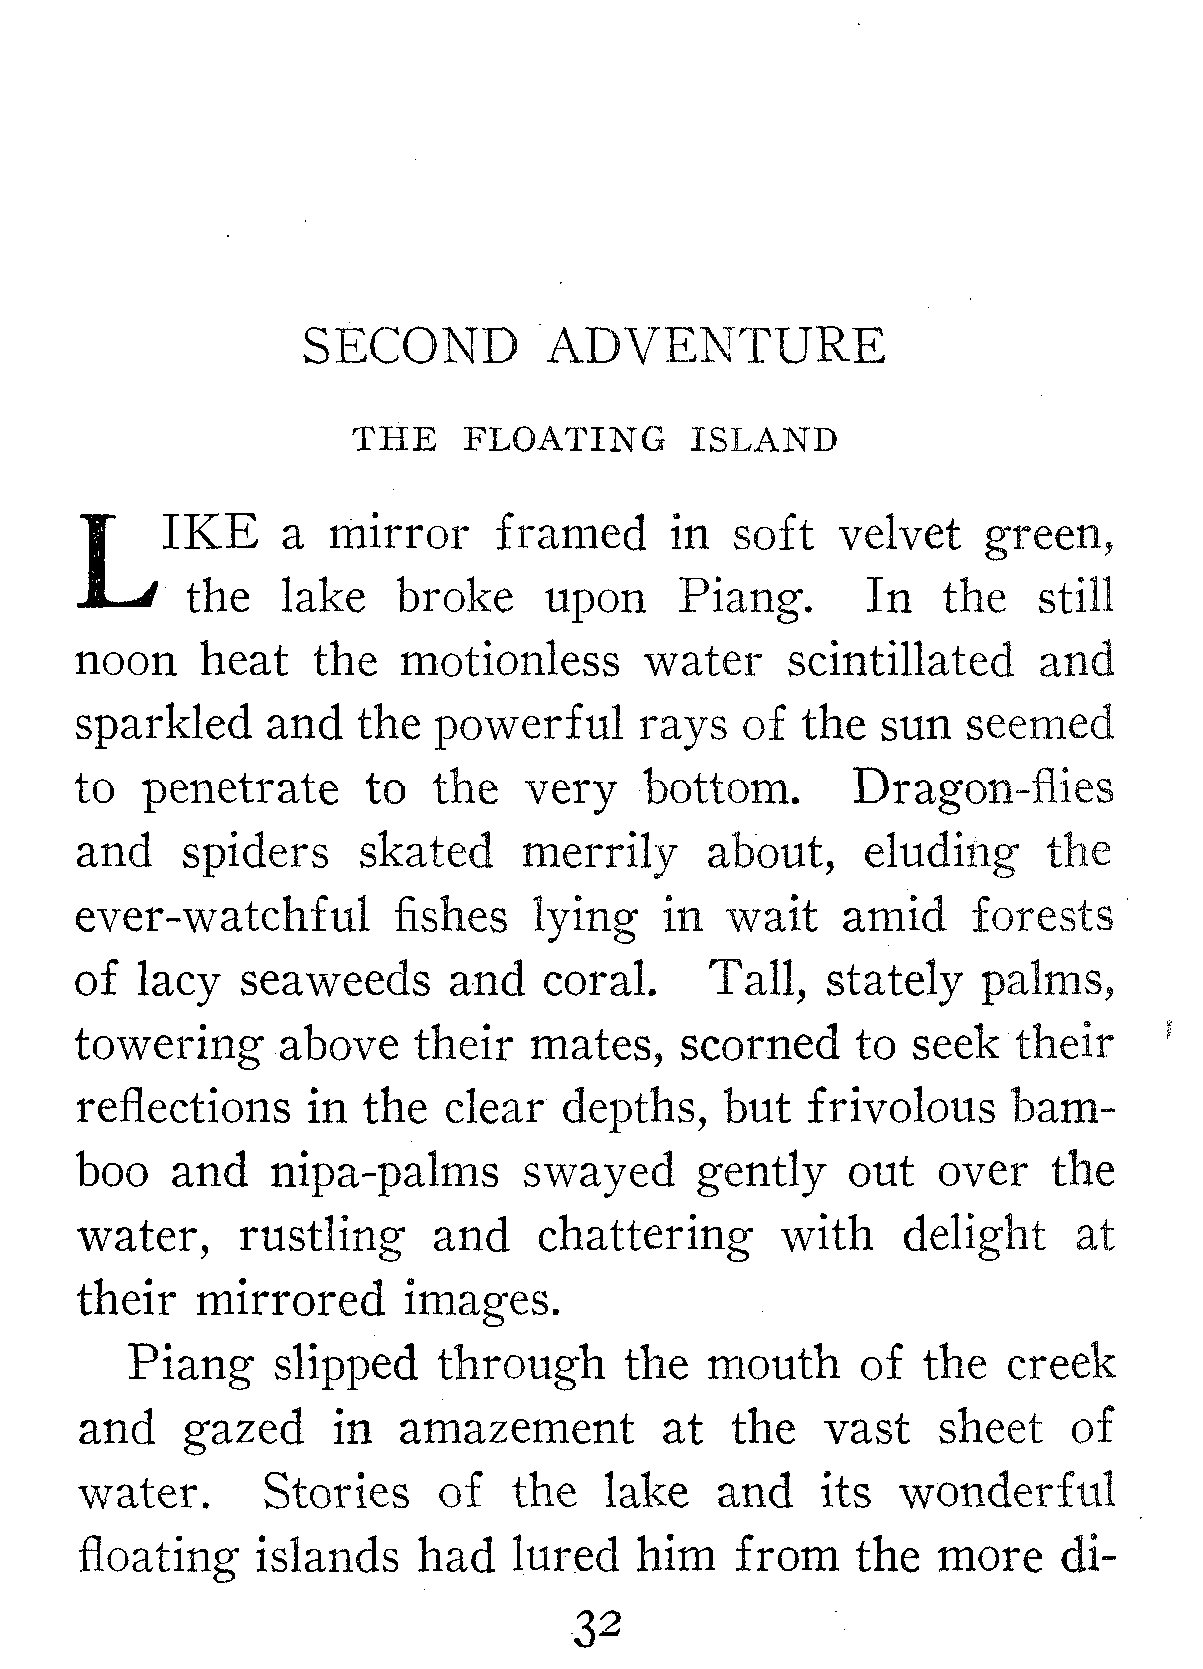 SECOND ADVENTURE
THE FLOATING ISLAND
LIKE a mirror framed in soft velvet green,
the lake broke upon Piang. In the still
noon heat the motionless water scintillated and
sparkled and the powerful rays of the sun seemed
to penetrate to the very bottom. Dragon-flies
and spiders skated merrily about, eluding the
ever-watchful fishes lying in wait amid forests
of lacy seaweeds and coral. Tall, stately palms,
towering above their mates, scorned to seek their
reflections in the clear depths, but frivolous bam-
boo and nipa-palms swayed gently out over the
water, rustling and chattering with delight at
their mirrored images.
Piang slipped through the mouth of the creek
and gazed in amazement at the vast sheet of
water. Stories of the lake and its wonderful
floating islands had lured him from the more di-
32